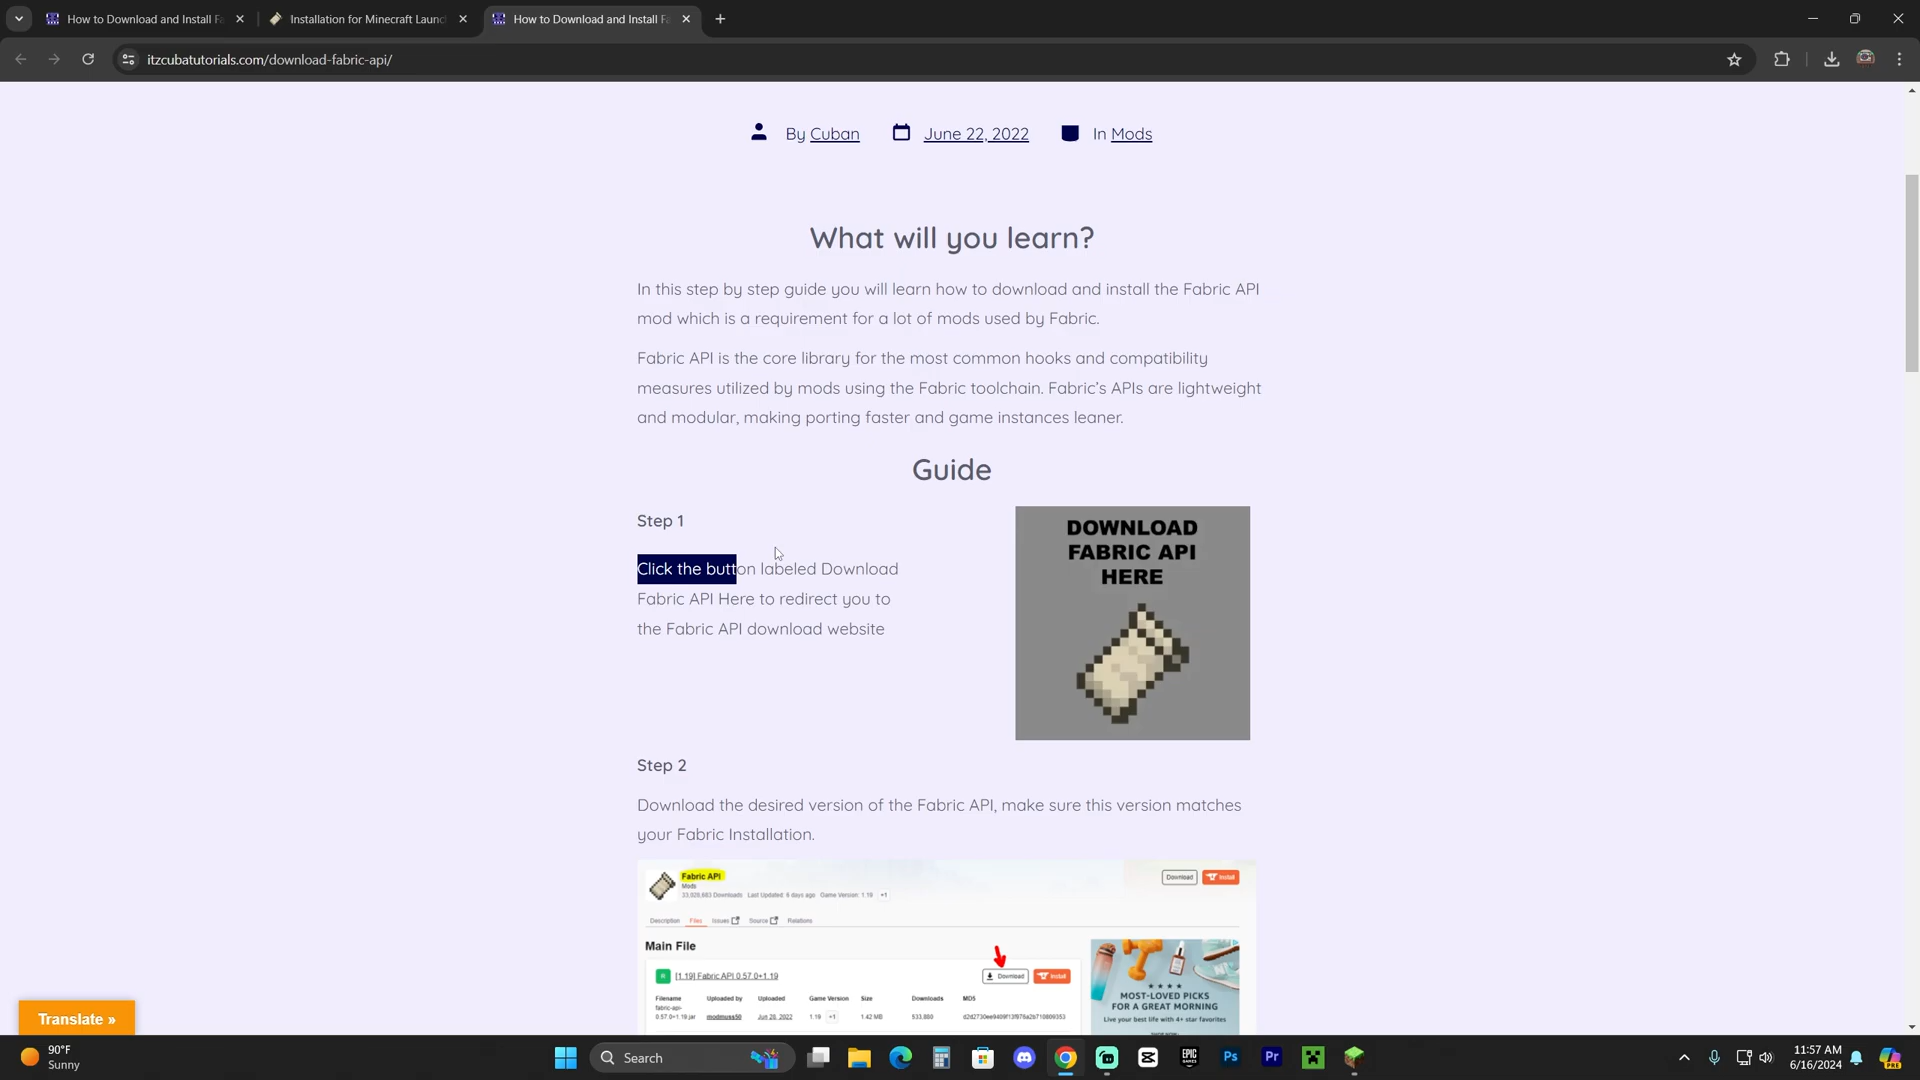 How to Download and Install Fa
Installation for Minecraft Launc
How to Download and Install Fa
itzcubatutorials.com/download-fabric-api/
By Cuban June 22, 2022 In Mods
What will you learn?
In this step by step guide you will learn how to download and install the Fabric API
mod which is a requirement for a lot of mods used by Fabric.
Fabric API is the core library for the most common hooks and compatibility
measures utilized by mods using the Fabric toolchain. Fabric's APIs are lightweight
and modular, making porting faster and game instances leaner.
Guide
Step 1
Click the button labeled Download
Fabric API Here to redirect you to
the Fabric API download website
DOWNLOAD
FABRIC API
HERE
Step 2
Download the desired version of the Fabric API, make sure this version matches
your Fabric Installation.
Fabric API
Mods
Last Updated: 6 days ago Game Version: 1.19 +1
Download Install
Description Files Issues Source Relations
Main File
R [1.19] Fabric API 0.57.0+1.19
Download Install
Filename Uploaded by Uploaded Game Version Size Downloads MD5
fabric-api-
0.57.0+1.19.jar modmuss50 Jun 20, 2022 1.19 +1 1.42 MB
MOST-LOVED PICKS
FOR A GREAT MORNING
Live your best life with 4+ star favorites
Translate »
90°F
Sunny
Search
EPIC
GAMES
Ps
Pr
11:57 AM
6/16/2024
PRE